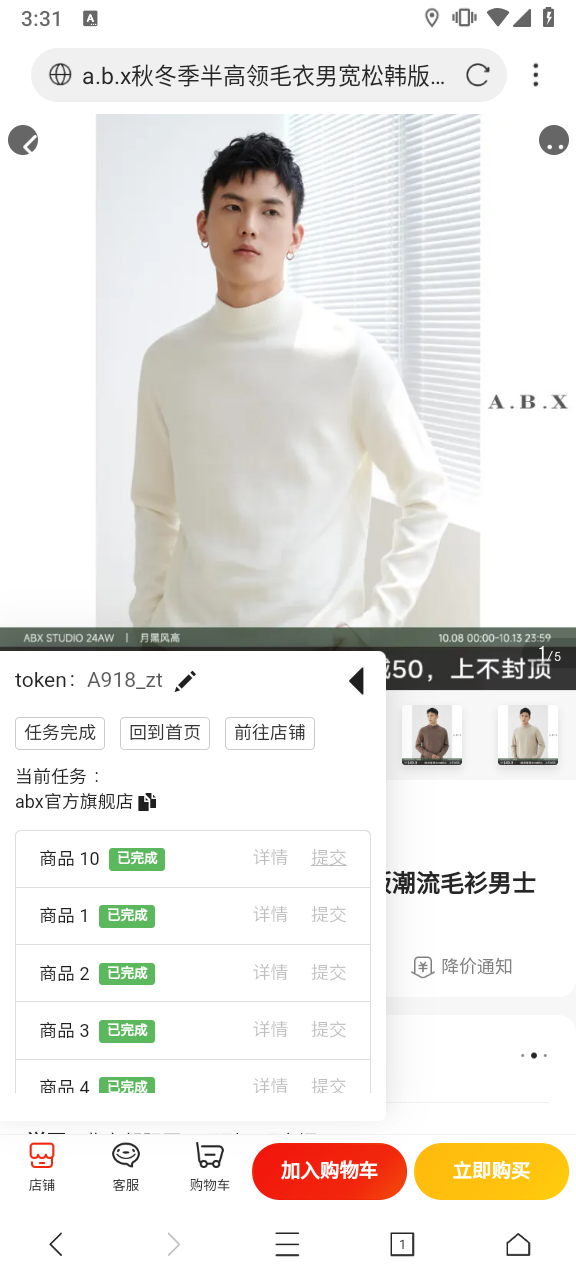 3:31
A
a.b.x秋冬季半高领毛衣男宽松韩版…
A.B.X
ABX STUDIO 24AW | 月黑风高
10.08 00:00-10.13 23:59
50，上不封顶
1/5
token: A918_zt
任务完成
回到首页
前往店铺
当前任务：
abx官方旗舰店
商品 10 已完成 详情 提交
商品 1 已完成 详情 提交
商品 2 已完成 详情 提交
商品 3 已完成 详情 提交
商品 4 已完成 详情 提交
潮流毛衫男士
降价通知
店铺
客服
购物车
加入购物车
立即购买
1